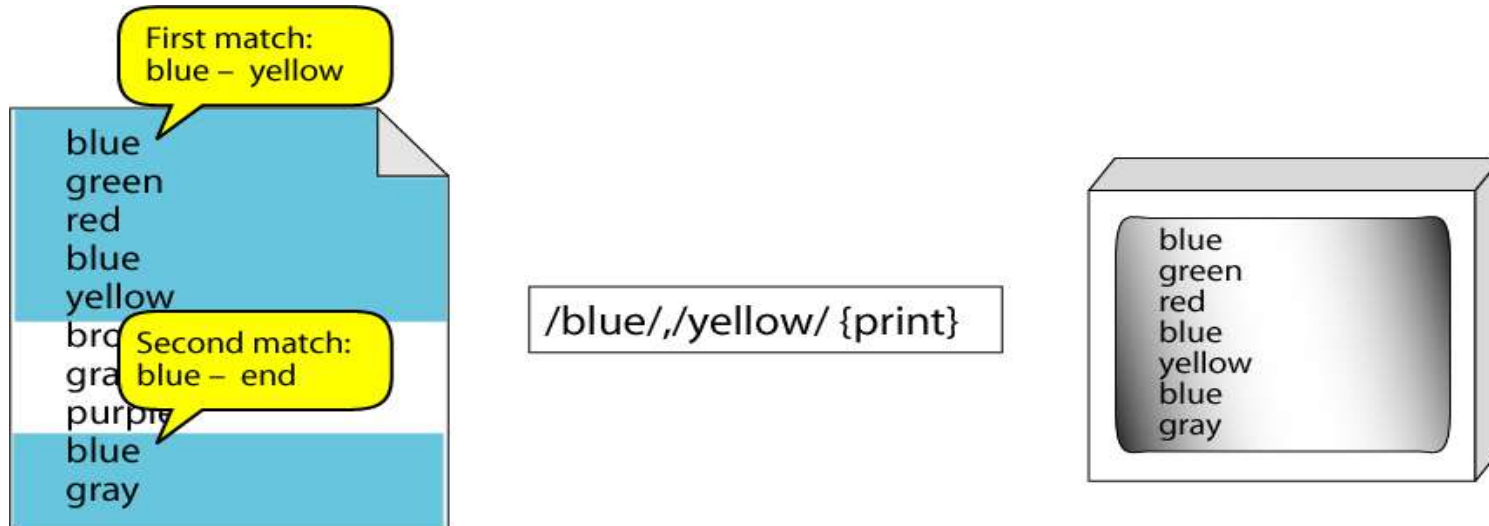 First match:
blue – yellow
blue
green
red
blue
yellow
Second match:
blue – end
blue
gray
/blue/,/yellow/ {print}
blue
green
red
blue
yellow
blue
gray